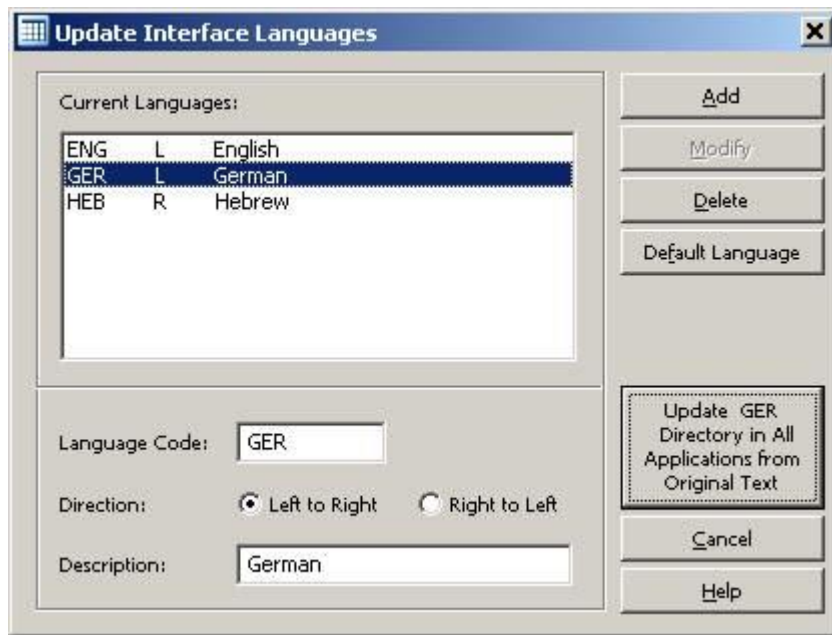 Update Interface Languages
Current Languages:
ENG L English
GER L German
HEB R Hebrew
Language Code: GER
Direction: Left to Right Right to Left
Description: German
Add
Modify
Delete
Default Language
Update GER
Directory in All
Applications from
Original Text
Cancel
Help